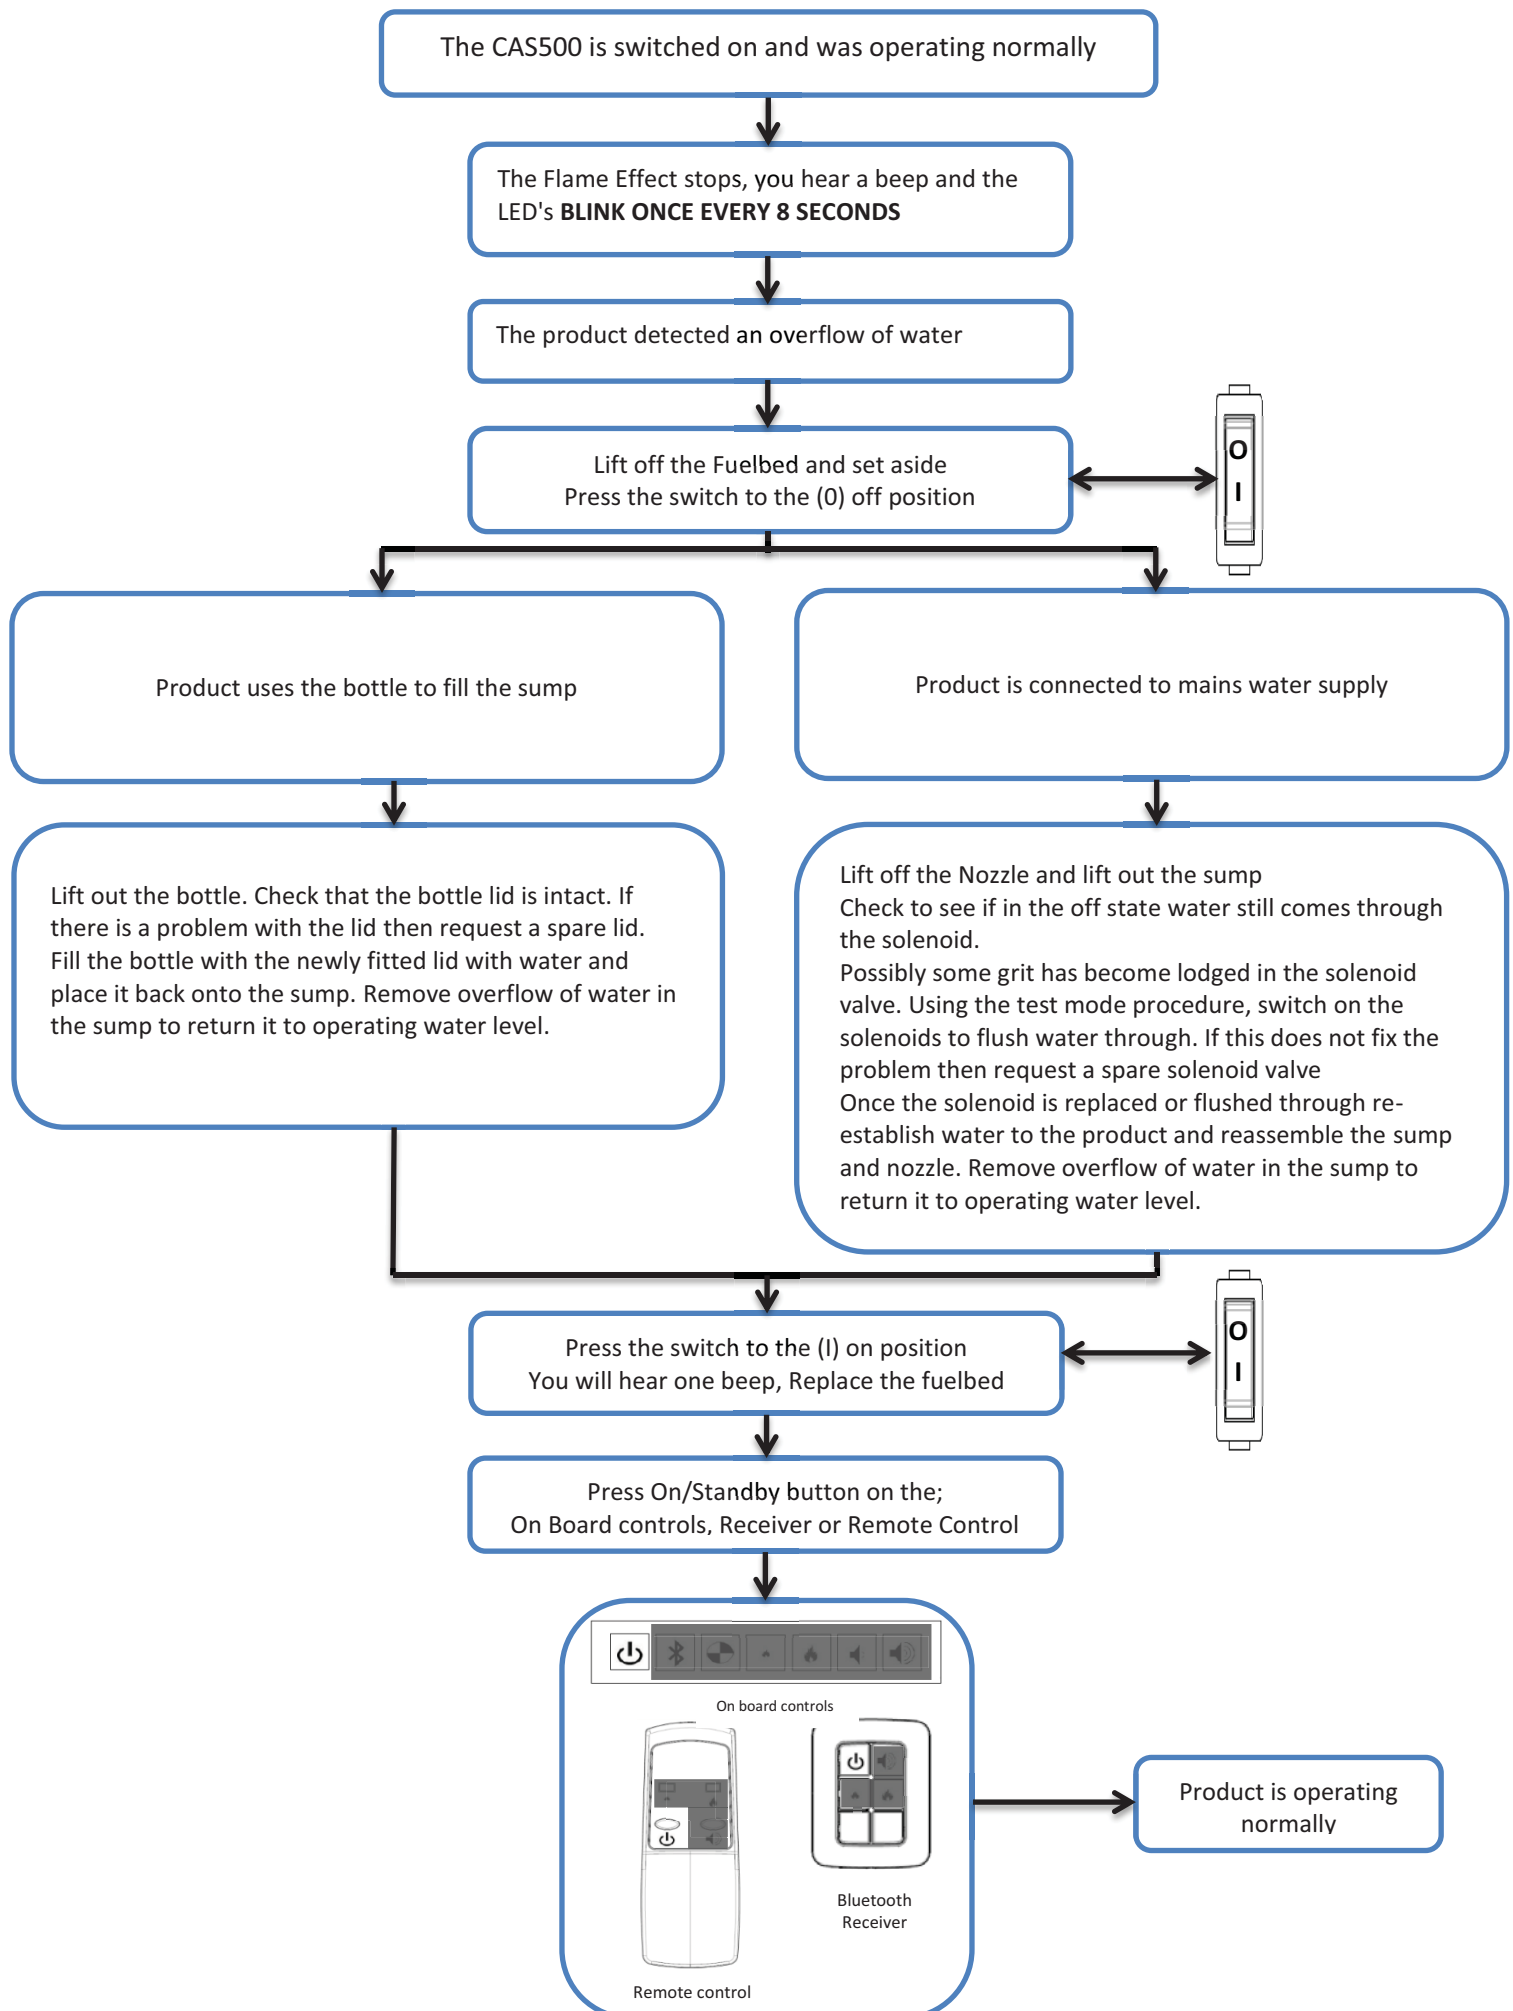 The CAS500 is switched on and was operating normally
The Flame Effect stops, you hear a beep and the
LED's BLINK ONCE EVERY 8 SECONDS
The product detected an overflow of water
Lift off the Fuelbed and set aside
Press the switch to the (0) off position
O
I
Product uses the bottle to fill the sump
Product is connected to mains water supply
Lift out the bottle. Check that the bottle lid is intact. If
there is a problem with the lid then request a spare lid.
Fill the bottle with the newly fitted lid with water and
place it back onto the sump. Remove overflow of water in
the sump to return it to operating water level.
Lift off the Nozzle and lift out the sump
Check to see if in the off state water still comes through
the solenoid.
Possibly some grit has become lodged in the solenoid
valve. Using the test mode procedure, switch on the
solenoids to flush water through. If this does not fix the
problem then request a spare solenoid valve
Once the solenoid is replaced or flushed through re-
establish water to the product and reassemble the sump
and nozzle. Remove overflow of water in the sump to
return it to operating water level.
Press the switch to the (I) on position
You will hear one beep, Replace the fuelbed
O
I
Press On/Standby button on the;
On Board controls, Receiver or Remote Control
On board controls
Bluetooth
Receiver
Remote control
Product is operating
normally